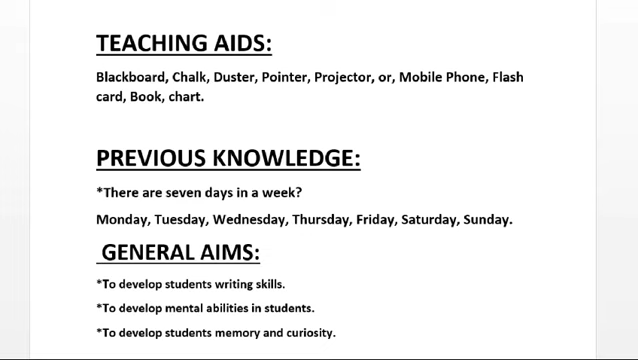 TEACHING AIDS:
Blackboard, Chalk, Duster, Pointer, Projector, or, Mobile Phone, Flash
card, Book, chart.
PREVIOUS KNOWLEDGE:
*There are seven days in a week?
Monday, Tuesday, Wednesday, Thursday, Friday, Saturday, Sunday.
GENERAL AIMS:
*To develop students writing skills.
*To develop mental abilities in students.
*To develop students memory and curiosity.